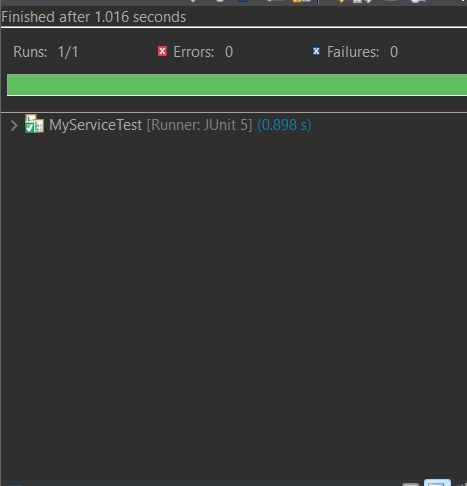 Finished after 1.016 seconds
Runs: 1/1 Errors: 0 Failures: 0
MyServiceTest [Runner: JUnit 5] (0.898 s)